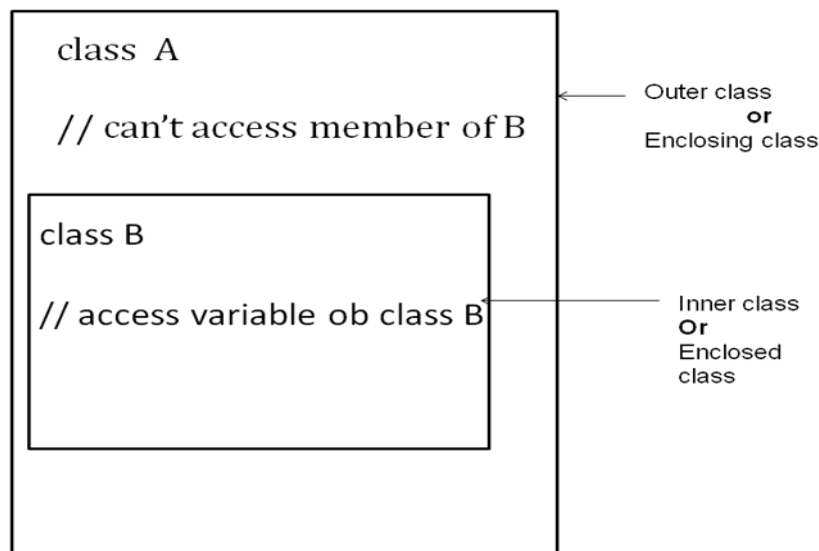 class A
// can't access member of B
class B
// access variable ob class B
Outer class
or
Enclosing class
Inner class
Or
Enclosed
class